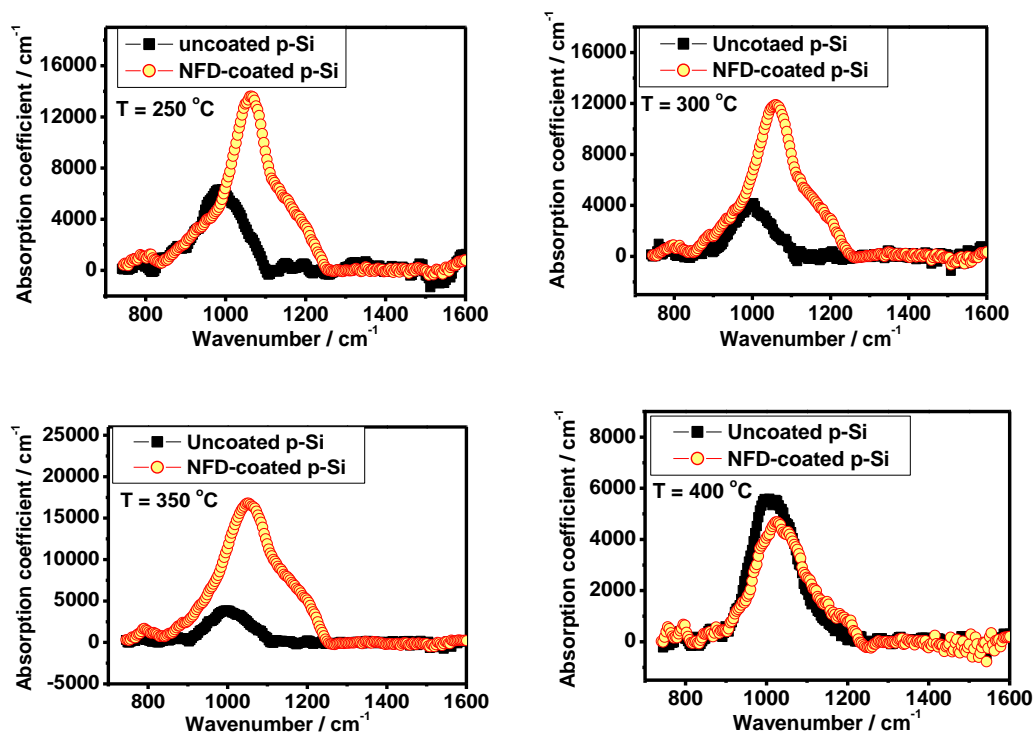 uncoated p-Si
NFD-coated p-Si
T = 250 °C
16000
12000
8000
4000
0
800 1000 1200 1400 1600
Wavenumber / cm⁻¹
Absorption coefficient / cm⁻¹
Uncotaed p-Si
NFD-coated p-Si
T = 300 °C
16000
12000
8000
4000
0
800 1000 1200 1400 1600
Wavenumber / cm⁻¹
Absorption coefficient / cm⁻¹
Uncoated p-Si
NFD-coated p-Si
T = 350 °C
25000
20000
15000
10000
5000
0
-5000
800 1000 1200 1400 1600
Wavenumber / cm⁻¹
Absorption coefficient / cm⁻¹
Uncoated p-Si
NFD-coated p-Si
T = 400 °C
8000
6000
4000
2000
0
800 1000 1200 1400 1600
Wavenumber / cm⁻¹
Absorption coefficient / cm⁻¹